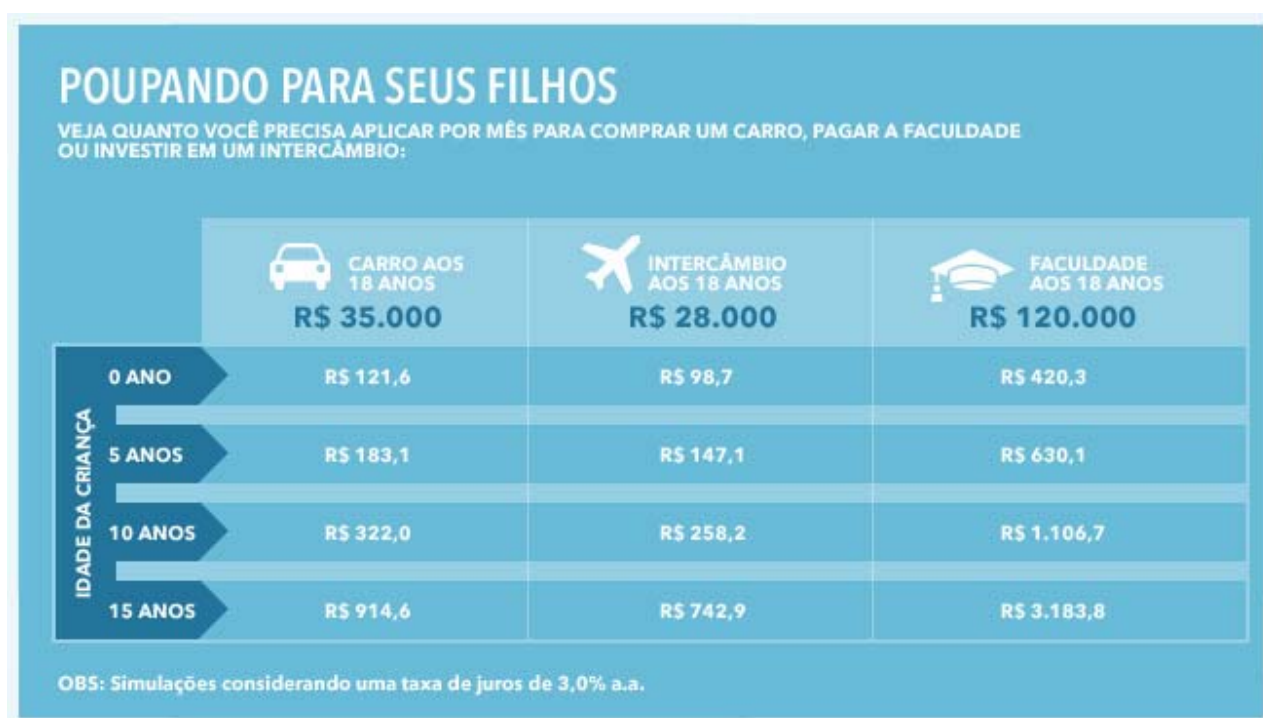 POUPANDO PARA SEUS FILHOS
VEJA QUANTO VOCÊ PRECISA APLICAR POR MÊS PARA COMPRAR UM CARRO, PAGAR A FACULDADE
OU INVESTIR EM UM INTERCÂMBIO:
CARRO AOS
18 ANOS
R$ 35.000
INTERCÂMBIO
AOS 18 ANOS
R$ 28.000
FACULDADE
AOS 18 ANOS
R$ 120.000
IDADE DA CRIANÇA
0 ANO R$ 121,6 R$ 98,7 R$ 420,3
5 ANOS R$ 183,1 R$ 147,1 R$ 630,1
10 ANOS R$ 322,0 R$ 258,2 R$ 1.106,7
15 ANOS R$ 914,6 R$ 742,9 R$ 3.183,8
OBS: Simulações considerando uma taxa de juros de 3,0% a.a.